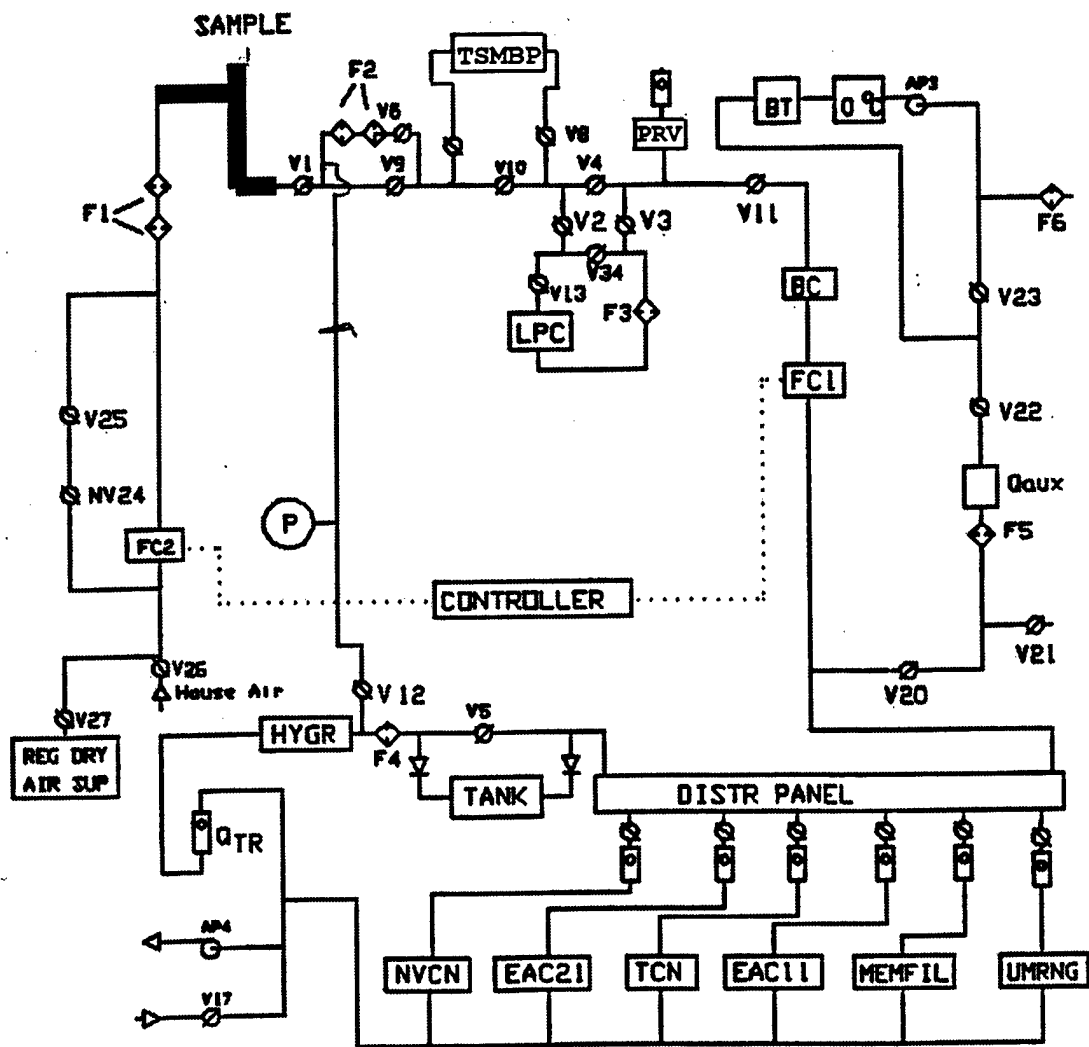 SAMPLE
TSMBP
F2
V6
V8
PRV
BT
0°C
AP3
V1
V9
V10
V4
V11
F6
F1
V2
V3
V34
V13
F3
BC
V23
LPC
FC1
V25
V22
NV24
Qaux
P
F5
FC2
CONTROLLER
V21
V26
House Air
V20
V12
V27
V5
HYGR
F4
REG DRY
AIR SUP
TANK
DISTR PANEL
QTR
AP4
NVCN
EAC21
TCN
EAC11
MEMFIL
UMRNG
V17